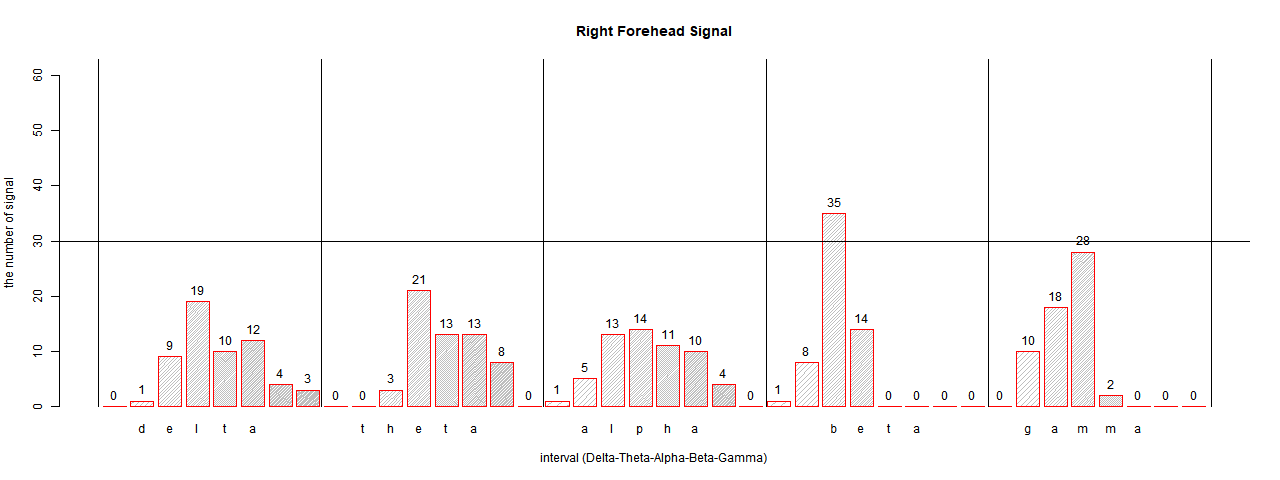 Right Forehead Signal
the number of signal
60
50
40
30
20
10
0
0 1 9 19 10 12 4 3 0 0 3 21 13 13 8 0 1 5 13 14 11 10 4 0 1 8 35 14 0 0 0 0 0 10 18 28 2 0 0 0
d e l t a t h e t a a l p h a b e t a g a m m a
interval (Delta-Theta-Alpha-Beta-Gamma)